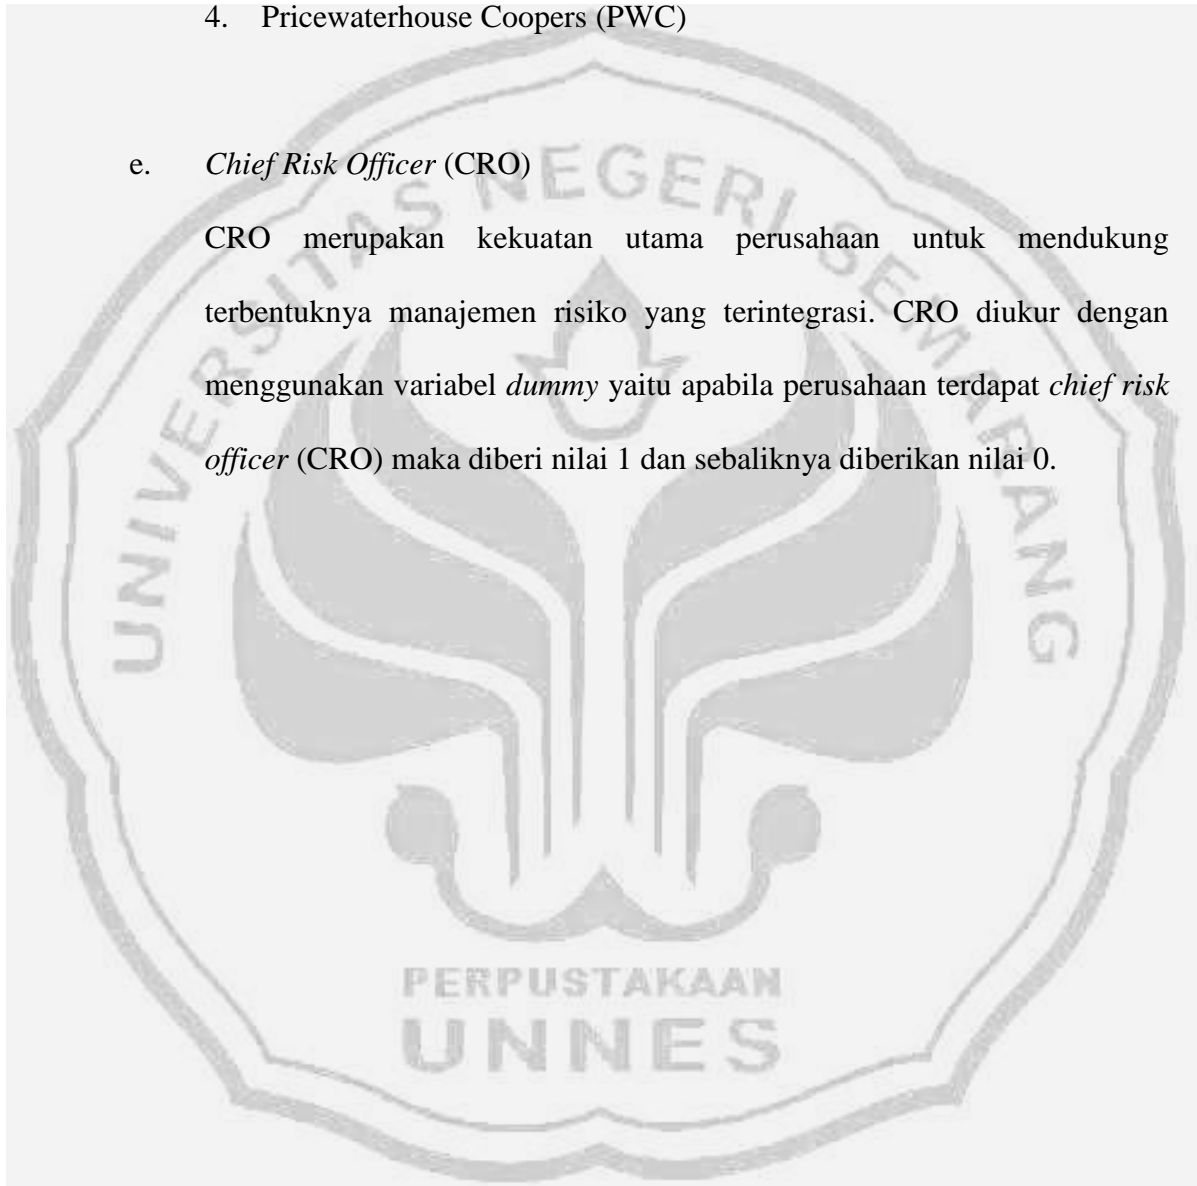 4. Pricewaterhouse Coopers (PWC)
e. Chief Risk Officer (CRO)
CRO merupakan kekuatan utama perusahaan untuk mendukung
terbentuknya manajemen risiko yang terintegrasi. CRO diukur dengan
menggunakan variabel dummy yaitu apabila perusahaan terdapat chief risk
officer (CRO) maka diberi nilai 1 dan sebaliknya diberikan nilai 0.
UNIVERSITAS NEGERI SEMARANG
PERPUSTAKAAN
UNNES